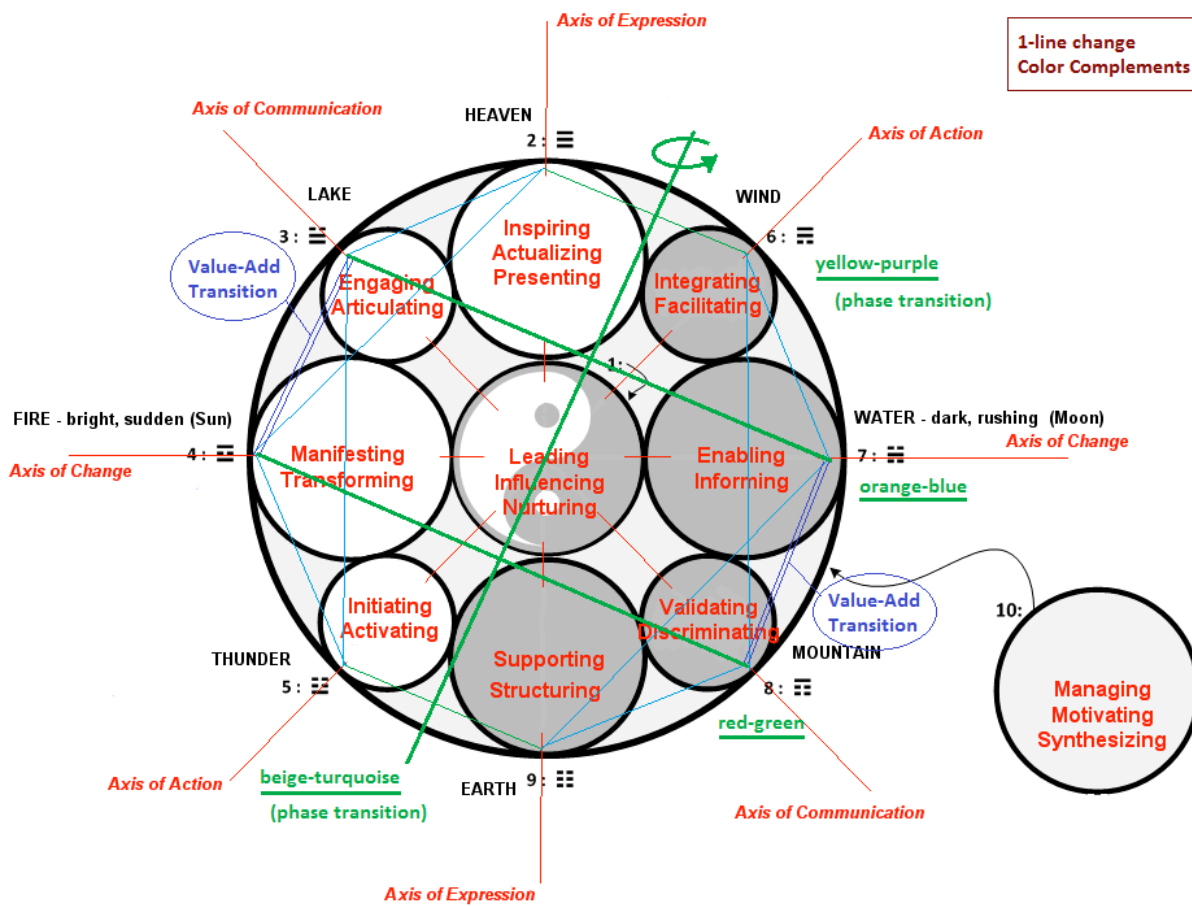 Axis of Expression
1-line change
Color Complements
Axis of Communication
HEAVEN
2: ☰
Axis of Action
LAKE
WIND
3: ☱
6: ☴
Value-Add
Transition
Inspiring
Actualizing
Presenting
Engaging
Articulating
Integrating
Facilitating
yellow-purple
(phase transition)
1:
FIRE - bright, sudden (Sun)
WATER - dark, rushing (Moon)
Axis of Change
4: ☲
Manifesting
Transforming
Leading
Influencing
Nurturing
Enabling
Informing
7: ☵
Axis of Change
orange-blue
Initiating
Activating
Validating
Discriminating
Value-Add
Transition
10:
THUNDER
5: ☳
Supporting
Structuring
MOUNTAIN
8: ☶
Managing
Motivating
Synthesizing
red-green
Axis of Action
beige-turquoise
(phase transition)
EARTH
9: ☷
Axis of Communication
Axis of Expression